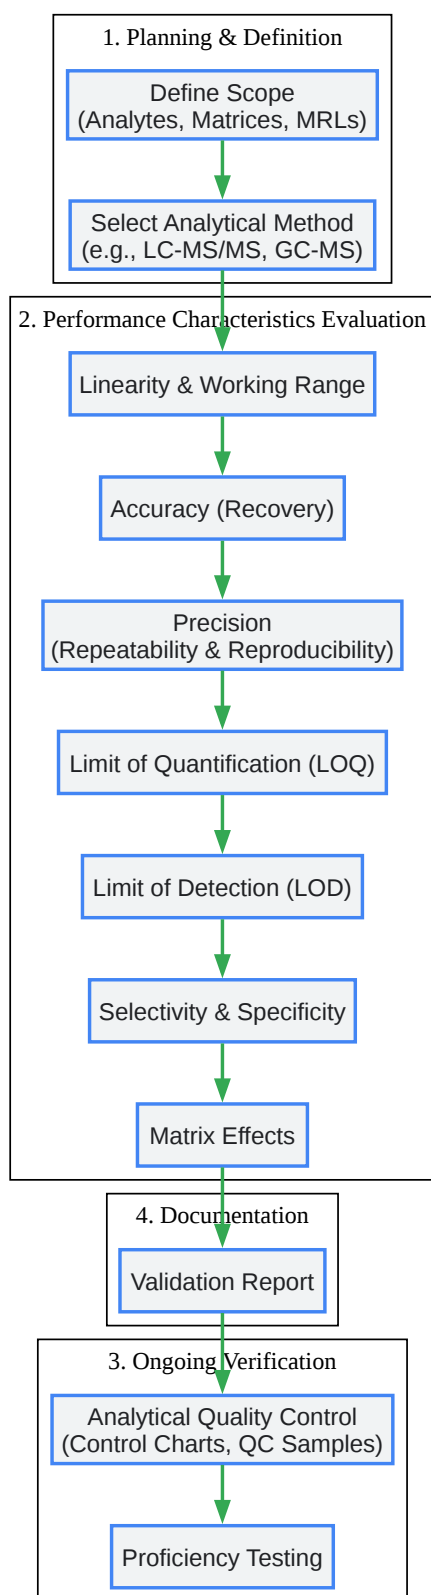 1. Planning & Definition
Define Scope
(Analytes, Matrices, MRLs)
Select Analytical Method
(e.g., LC-MS/MS, GC-MS)
2. Performance Characteristics Evaluation
Linearity & Working Range
Accuracy (Recovery)
Precision
(Repeatability & Reproducibility)
Limit of Quantification (LOQ)
Limit of Detection (LOD)
Selectivity & Specificity
Matrix Effects
4. Documentation
Validation Report
3. Ongoing Verification
Analytical Quality Control
(Control Charts, QC Samples)
Proficiency Testing